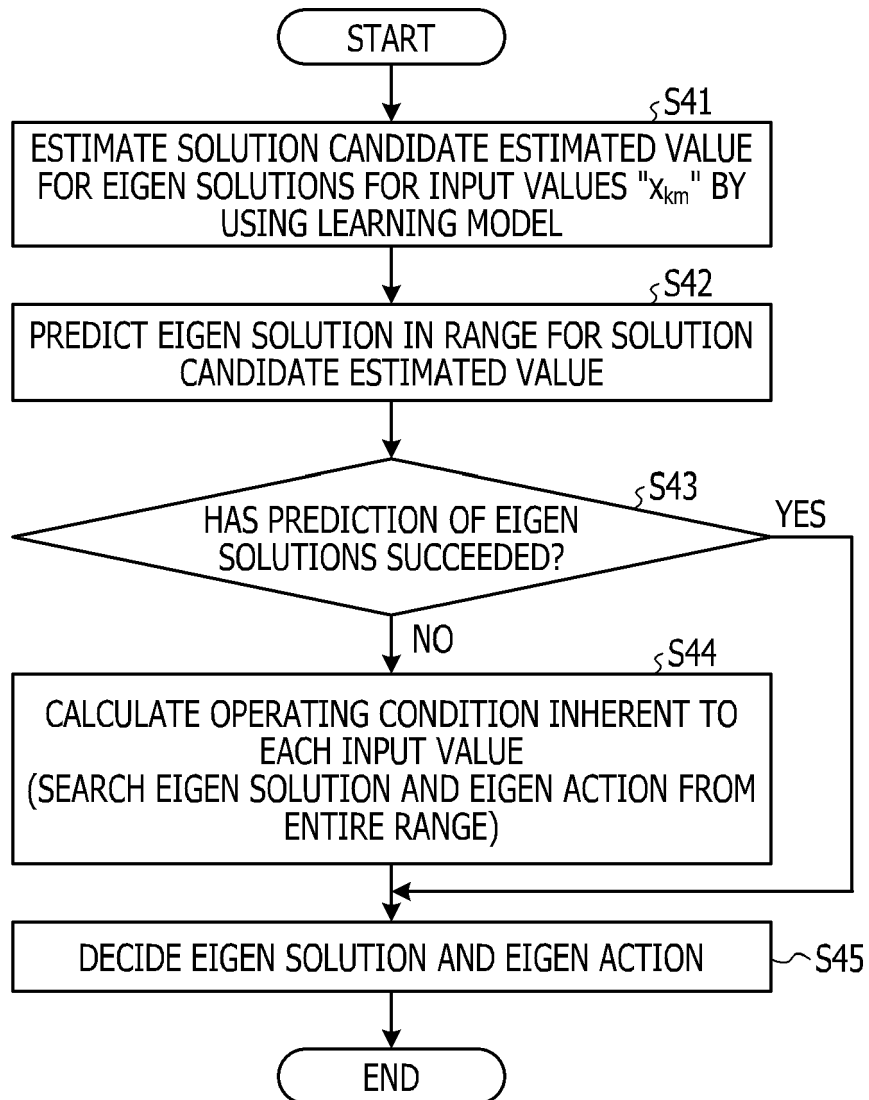 START
S41
ESTIMATE SOLUTION CANDIDATE ESTIMATED VALUE
FOR EIGEN SOLUTIONS FOR INPUT VALUES "xkm" BY
USING LEARNING MODEL
S42
PREDICT EIGEN SOLUTION IN RANGE FOR SOLUTION
CANDIDATE ESTIMATED VALUE
S43
HAS PREDICTION OF EIGEN
SOLUTIONS SUCCEEDED?
YES
NO
S44
CALCULATE OPERATING CONDITION INHERENT TO
EACH INPUT VALUE
(SEARCH EIGEN SOLUTION AND EIGEN ACTION FROM
ENTIRE RANGE)
DECIDE EIGEN SOLUTION AND EIGEN ACTION
S45
END